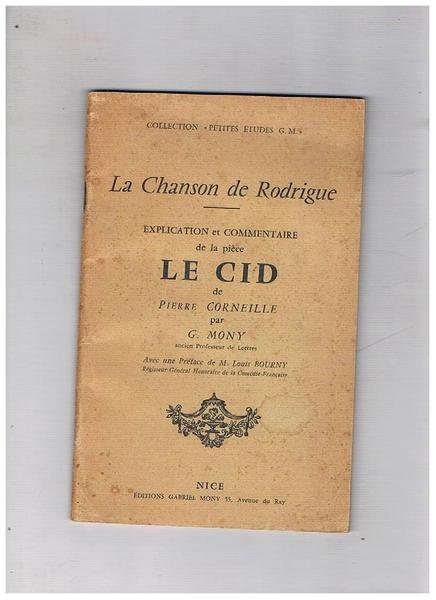 COLLECTION "PETITES ETUDES G. M."
La Chanson de Rodrigue
EXPLICATION et COMMENTAIRE
de la pièce
LE CID
de
PIERRE CORNEILLE
par
G. MONY
ancien Professeur de Lettres
Avec une Préface de M. Louis BOURNY
Régisseur Général Honoraire de la Comédie-Française.
NICE
ÉDITIONS GABRIEL MONY 55, Avenue du Ray